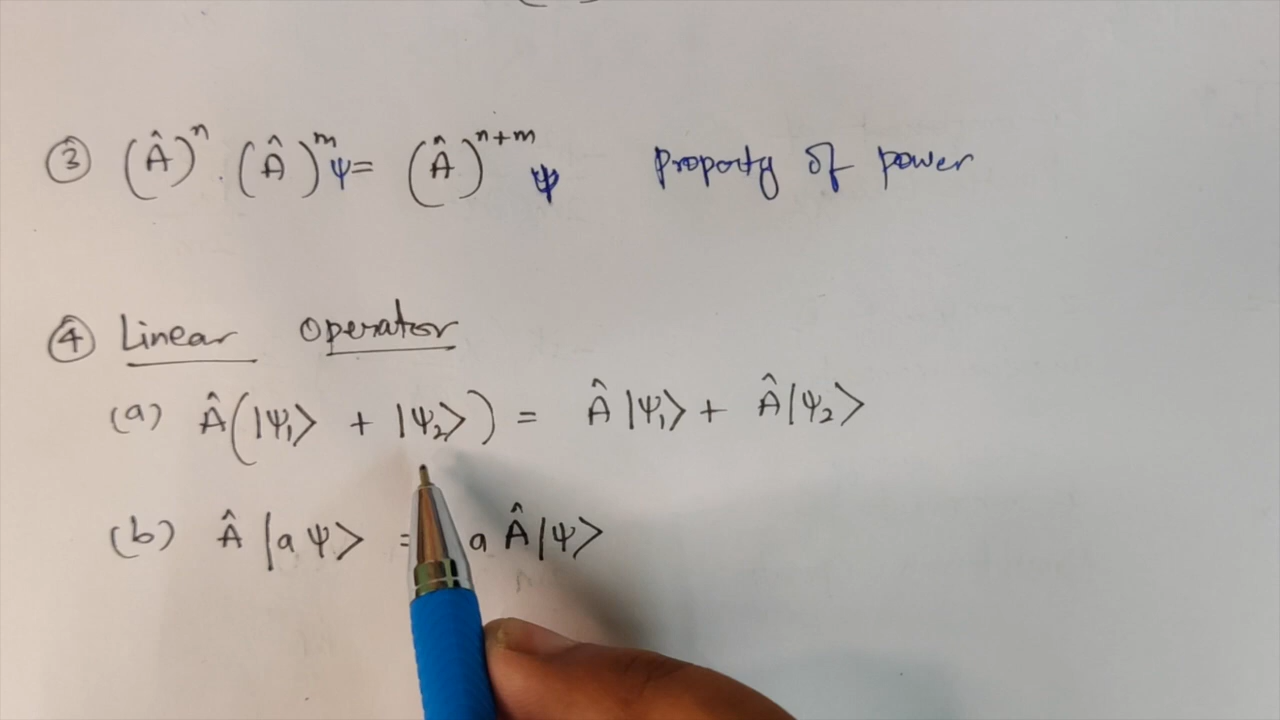 ③ (Â)ⁿ · (Â)ᵐ ψ = (Â)ⁿ⁺ᵐ ψ property of power
④ Linear operator
(a) Â(|ψ₁⟩ + |ψ₂⟩) = Â|ψ₁⟩ + Â|ψ₂⟩
(b) Â|aψ⟩ = a Â|ψ⟩